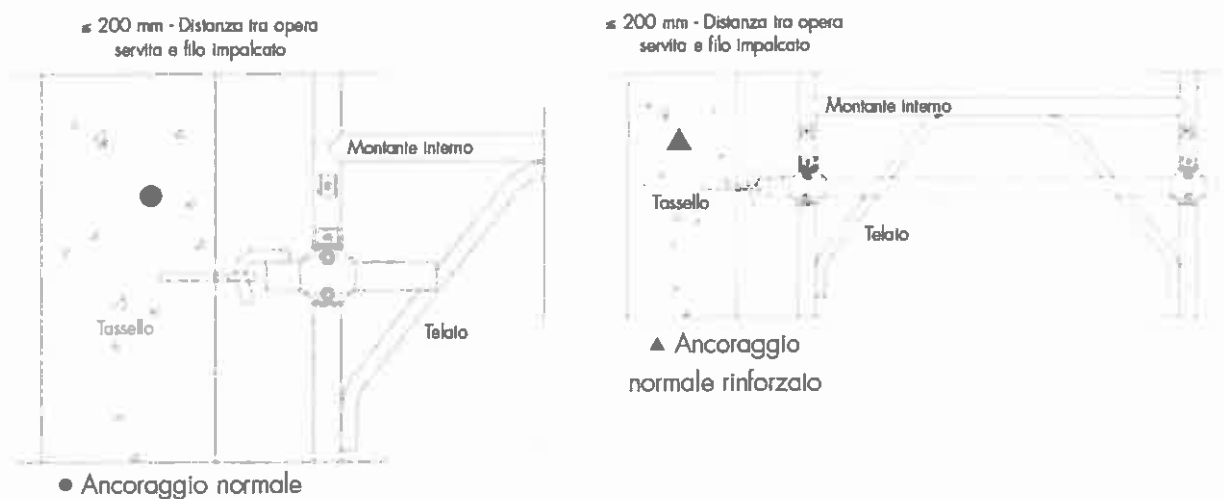 ≤ 200 mm - Distanza tra opera
servita e filo impalcato
Montante interno
Tassello
Telaio
● Ancoraggio normale
≤ 200 mm - Distanza tra opera
servita e filo impalcato
Montante interno
Tassello
Telaio
▲ Ancoraggio
normale rinforzato